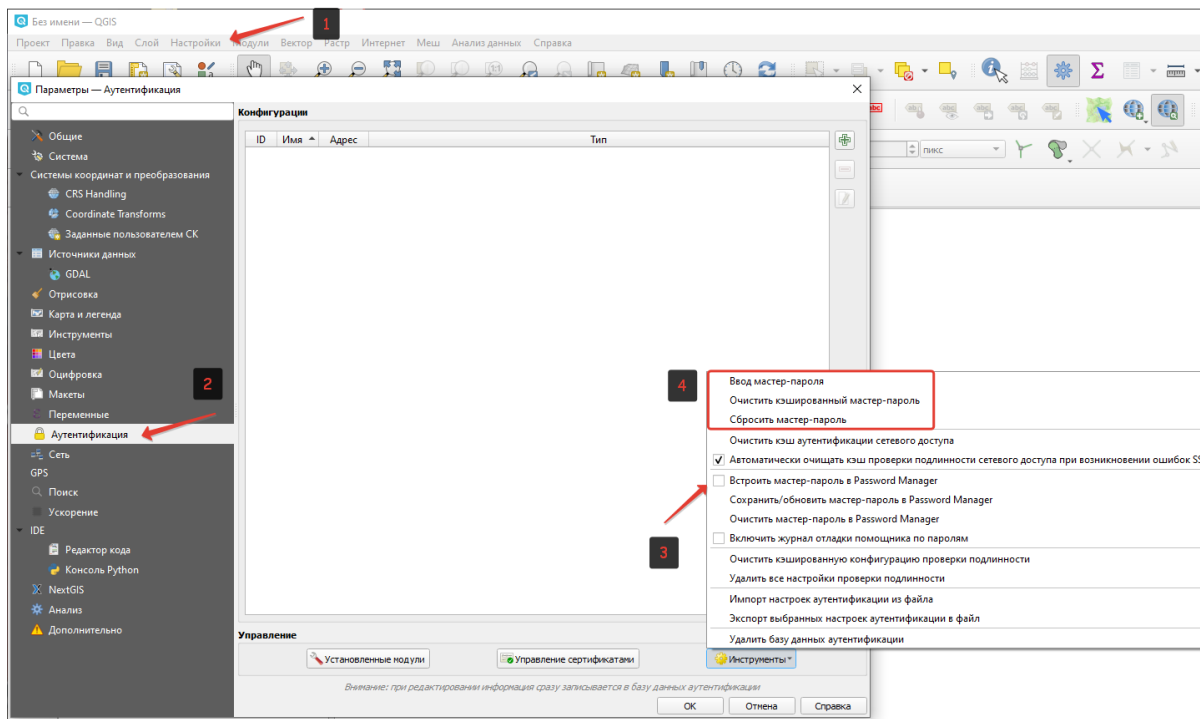 Без имени — QGIS
1
Проект Правка Вид Слой Настройки Модули Вектор Растр Интернет Меш Анализ данных Справка
Параметры — Аутентификация
Конфигурации
ID Имя Адрес Тип
abc
abc
abc
abc
abc
abc
пикс
Общие
Система
Системы координат и преобразования
CRS Handling
Coordinate Transforms
Заданные пользователем СК
Источники данных
GDAL
Отрисовка
Карта и легенда
Инструменты
Цвета
Оцифровка
2
Макеты
Переменные
Аутентификация
Сеть
GPS
Поиск
Ускорение
IDE
Редактор кода
Консоль Python
NextGIS
Анализ
Дополнительно
4
Ввод мастер-пароля
Очистить кэшированный мастер-пароль
Сбросить мастер-пароль
Очистить кэш аутентификации сетевого доступа
Автоматически очищать кэш проверки подлинности сетевого доступа при возникновении ошибок SS
Встроить мастер-пароль в Password Manager
Сохранить/обновить мастер-пароль в Password Manager
Очистить мастер-пароль в Password Manager
3
Включить журнал отладки помощника по паролям
Очистить кэшированную конфигурацию проверки подлинности
Удалить все настройки проверки подлинности
Импорт настроек аутентификации из файла
Экспорт выбранных настроек аутентификации в файл
Удалить базу данных аутентификации
Управление
Установленные модули Управление сертификатами Инструменты
Внимание: при редактировании информация сразу записывается в базу данных аутентификации
ОК Отмена Справка